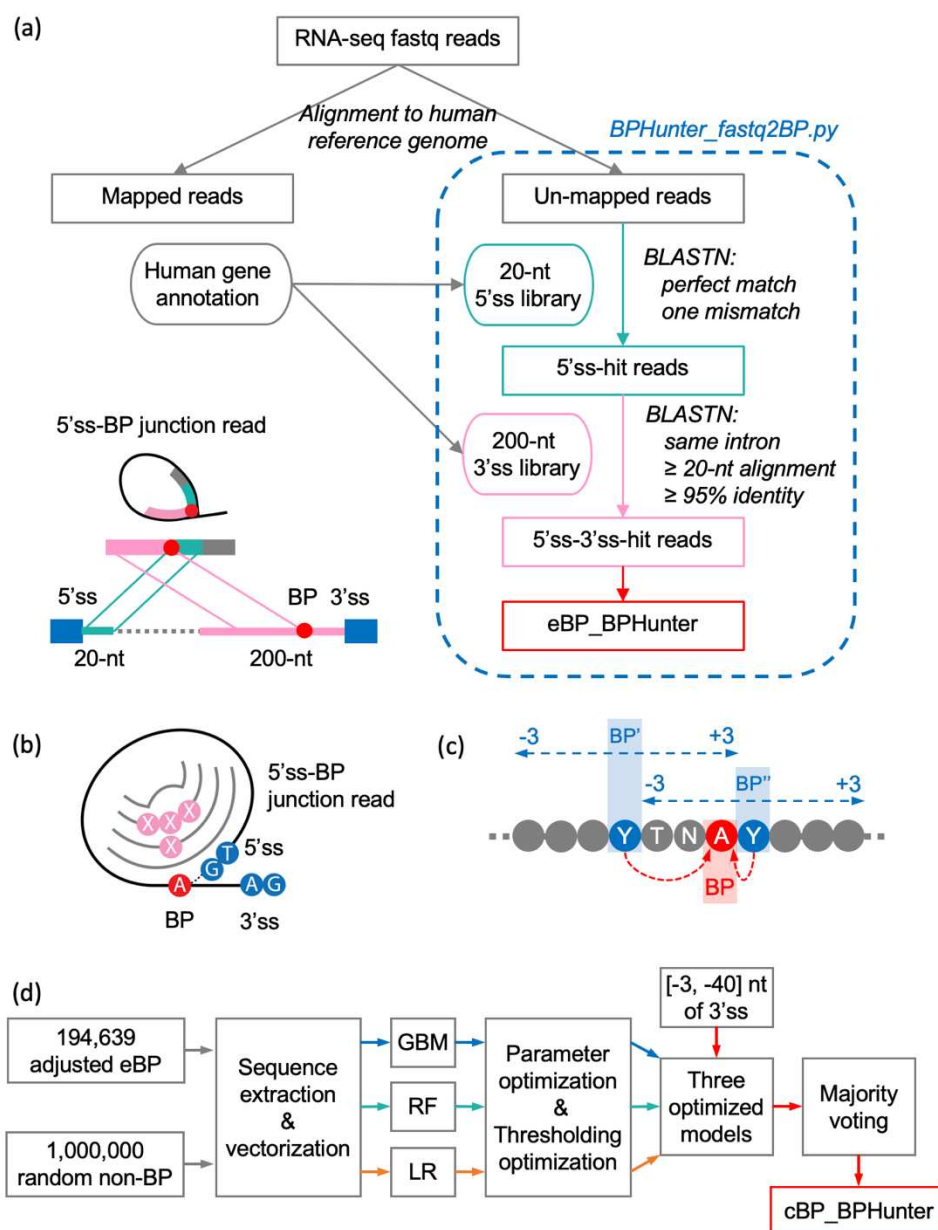 (a)
RNA-seq fastq reads
Alignment to human
reference genome
BPHunter_fastq2BP.py
Mapped reads
Un-mapped reads
Human gene
annotation
20-nt
5'ss library
BLASTN:
perfect match
one mismatch
5'ss-hit reads
200-nt
3'ss library
BLASTN:
same intron
≥ 20-nt alignment
≥ 95% identity
5'ss-3'ss-hit reads
eBP_BPHunter
5'ss-BP junction read
5'ss
BP
3'ss
20-nt
200-nt
(b)
5'ss-BP
junction read
X X X
X
5'ss
G T
A
A G
BP
3'ss
(c)
-3
BP'
+3
-3
BP''
+3
Y T N A Y
BP
(d)
194,639
adjusted eBP
1,000,000
random non-BP
Sequence
extraction
&
vectorization
GBM
RF
LR
Parameter
optimization
&
Thresholding
optimization
[-3, -40] nt
of 3'ss
Three
optimized
models
Majority
voting
cBP_BPHunter